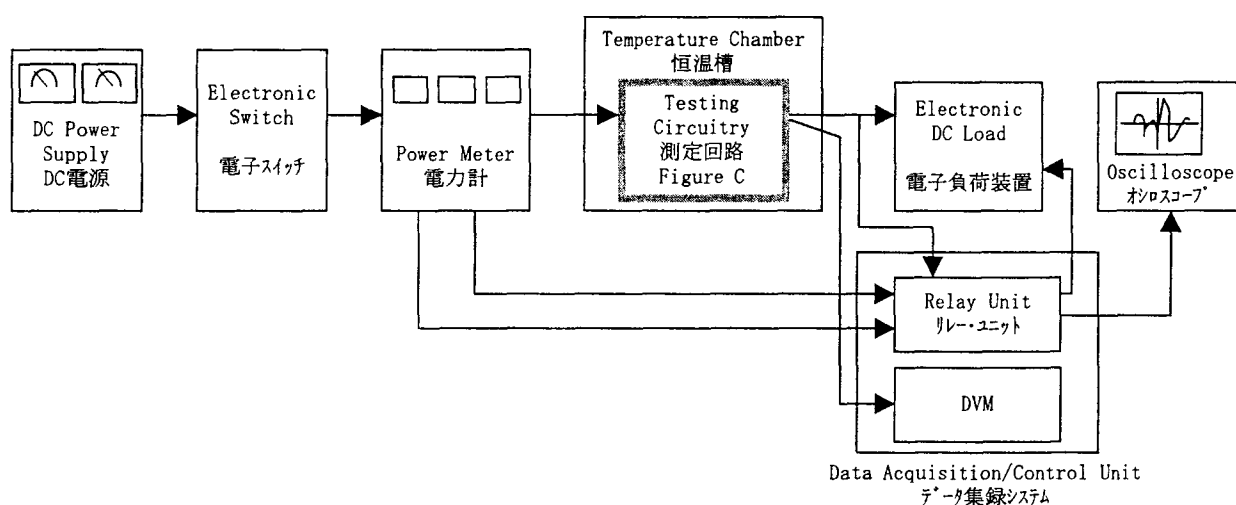 DC Power
Supply
DC電源
Electronic
Switch
電子スイッチ
Power Meter
電力計
Temperature Chamber
恒温槽
Testing
Circuitry
測定回路
Figure C
Electronic
DC Load
電子負荷装置
Oscilloscope
オシロスコープ
Relay Unit
リレー・ユニット
DVM
Data Acquisition/Control Unit
データ集録システム